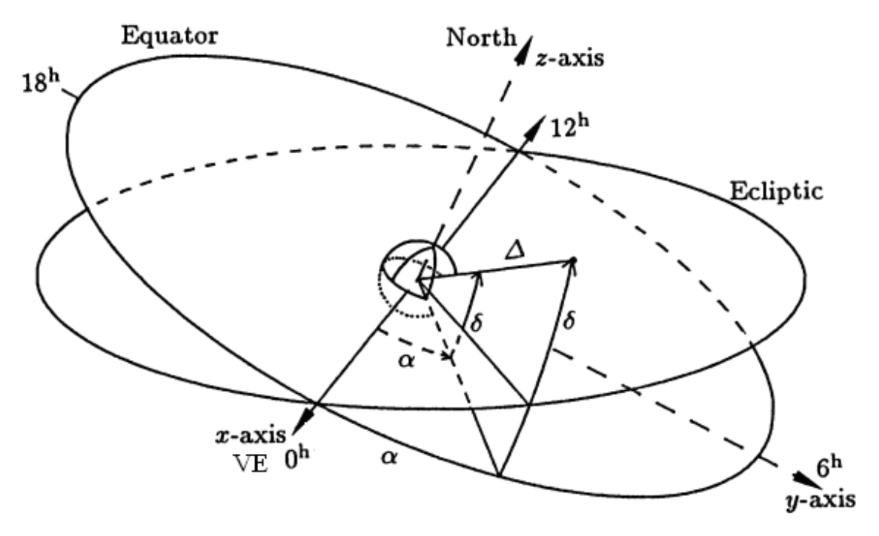 Equator
North
z-axis
18ʰ
12ʰ
Ecliptic
Δ
δ
δ
α
x-axis
VE 0ʰ
α
6ʰ
y-axis